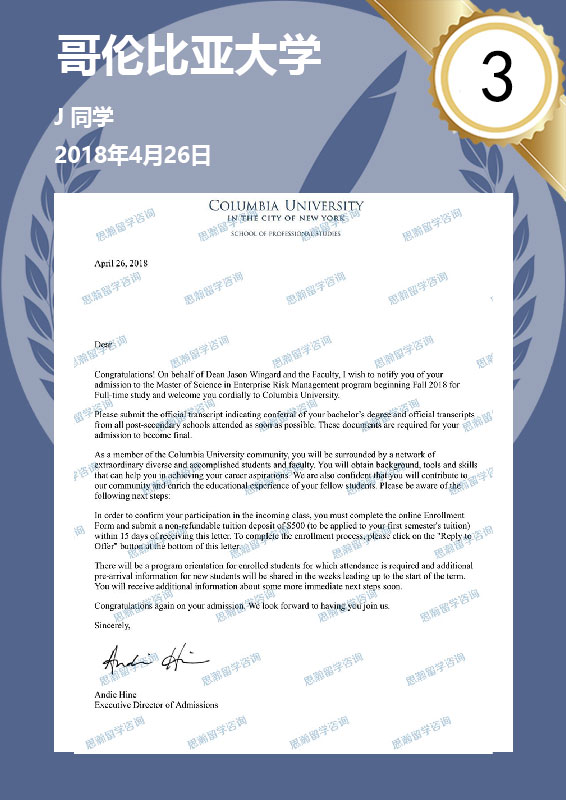 哥伦比亚大学
3
J 同学
2018年4月26日
COLUMBIA UNIVERSITY
IN THE CITY OF NEW YORK
SCHOOL OF PROFESSIONAL STUDIES
April 26, 2018
Dear
Congratulations! On behalf of Dean Jason Wingard and the Faculty, I wish to notify you of your
admission to the Master of Science in Enterprise Risk Management program beginning Fall 2018 for
Full-time study and welcome you cordially to Columbia University.
Please submit the official transcript indicating conferral of your bachelor's degree and official transcripts
from all post-secondary schools attended as soon as possible. These documents are required for your
admission to become final.
As a member of the Columbia University community, you will be surrounded by a network of
extraordinary diverse and accomplished students and faculty. You will obtain background, tools and skills
that can help you in achieving your career aspirations. We are also confident that you will contribute to
our community and enrich the educational experience of your fellow students. Please be aware of the
following next steps:
In order to confirm your participation in the incoming class, you must complete the online Enrollment
Form and submit a non-refundable tuition deposit of $500 (to be applied to your first semester's tuition)
within 15 days of receiving this letter. To complete the enrollment process, please click on the "Reply to
Offer" button at the bottom of this letter.
There will be a program orientation for enrolled students for which attendance is required and additional
pre-arrival information for new students will be shared in the weeks leading up to the start of the term.
You will receive additional information about some more immediate next steps soon.
Congratulations again on your admission. We look forward to having you join us.
Sincerely,
Andie Hine
Andie Hine
Executive Director of Admissions
思瀚留学咨询